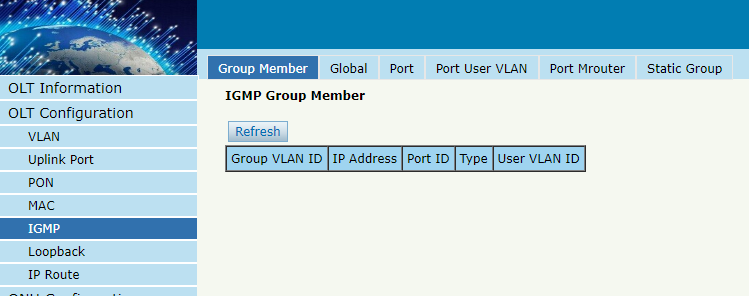 Group Member Global Port Port User VLAN Port Mrouter Static Group
OLT Information
OLT Configuration
VLAN
Uplink Port
PON
MAC
IGMP
Loopback
IP Route
IGMP Group Member
Refresh
Group VLAN ID IP Address Port ID Type User VLAN ID